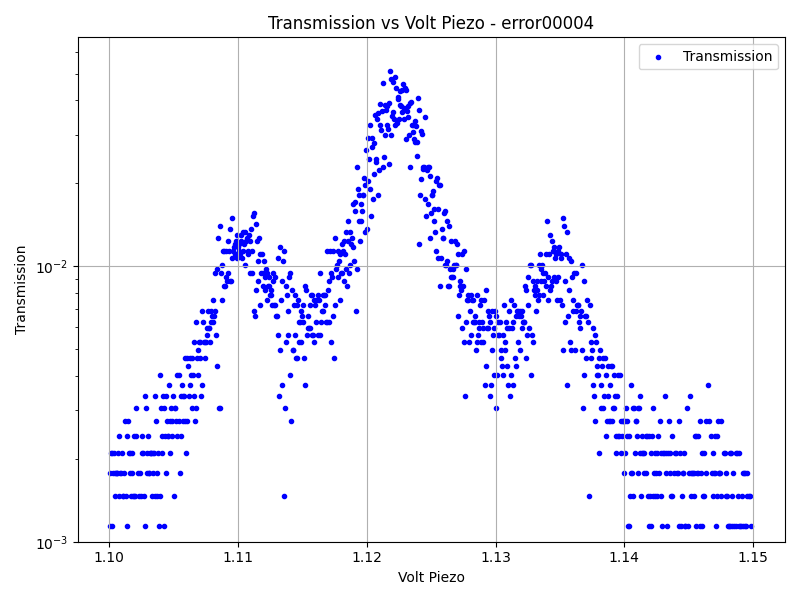 Transmission vs Volt Piezo - error00004
Transmission
Transmission
10⁻²
10⁻³
1.10 1.11 1.12 1.13 1.14 1.15
Volt Piezo